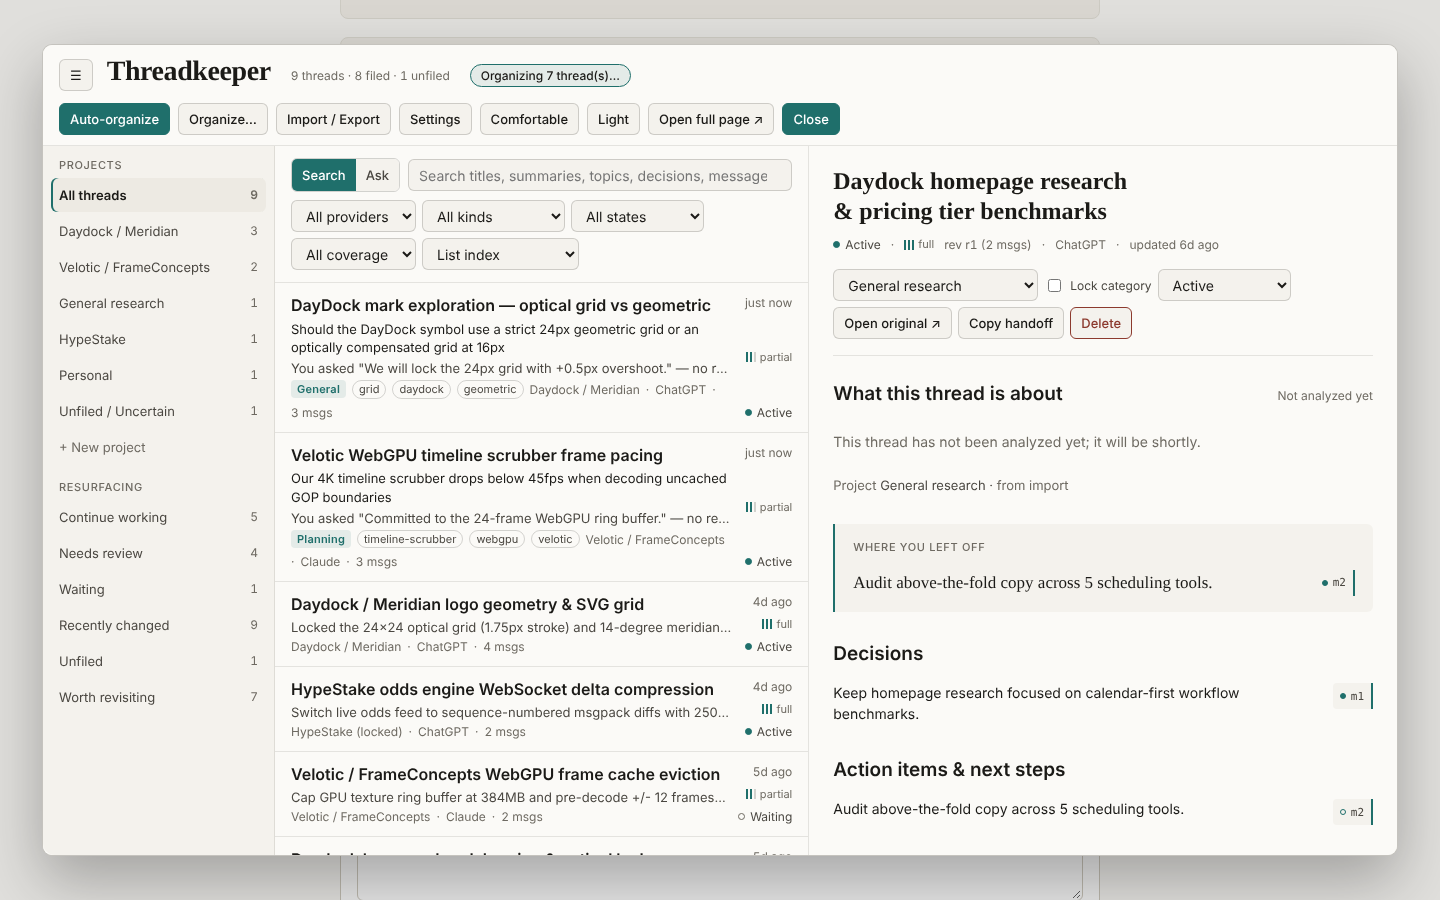 ☰ Threadkeeper 9 threads · 8 filed · 1 unfiled Organizing 7 thread(s)...
Auto-organize Organize... Import / Export Settings Comfortable Light Open full page ↗ Close
PROJECTS
All threads 9
Daydock / Meridian 3
Velotic / FrameConcepts 2
General research 1
HypeStake 1
Personal 1
Unfiled / Uncertain 1
+ New project
RESURFACING
Continue working 5
Needs review 4
Waiting 1
Recently changed 9
Unfiled 1
Worth revisiting 7
Search Ask Search titles, summaries, topics, decisions, message
All providers All kinds All states
All coverage List index
DayDock mark exploration — optical grid vs geometric just now
Should the DayDock symbol use a strict 24px geometric grid or an
optically compensated grid at 16px
partial
You asked "We will lock the 24px grid with +0.5px overshoot." — no r...
General grid daydock geometric Daydock / Meridian · ChatGPT ·
3 msgs Active
Velotic WebGPU timeline scrubber frame pacing just now
Our 4K timeline scrubber drops below 45fps when decoding uncached
GOP boundaries
partial
You asked "Committed to the 24-frame WebGPU ring buffer." — no re...
Planning timeline-scrubber webgpu velotic Velotic / FrameConcepts
· Claude · 3 msgs Active
Daydock / Meridian logo geometry & SVG grid 4d ago
Locked the 24×24 optical grid (1.75px stroke) and 14-degree meridian... full
Daydock / Meridian · ChatGPT · 4 msgs Active
HypeStake odds engine WebSocket delta compression 4d ago
Switch live odds feed to sequence-numbered msgpack diffs with 250... full
HypeStake (locked) · ChatGPT · 2 msgs Active
Velotic / FrameConcepts WebGPU frame cache eviction 5d ago
Cap GPU texture ring buffer at 384MB and pre-decode +/- 12 frames... partial
Velotic / FrameConcepts · Claude · 2 msgs Waiting
5d ago
Daydock homepage research
& pricing tier benchmarks
Active · full rev r1 (2 msgs) · ChatGPT · updated 6d ago
General research Lock category Active
Open original ↗ Copy handoff Delete
What this thread is about Not analyzed yet
This thread has not been analyzed yet; it will be shortly.
Project General research · from import
WHERE YOU LEFT OFF
Audit above-the-fold copy across 5 scheduling tools. m2
Decisions
Keep homepage research focused on calendar-first workflow
benchmarks.
m1
Action items & next steps
Audit above-the-fold copy across 5 scheduling tools. m2